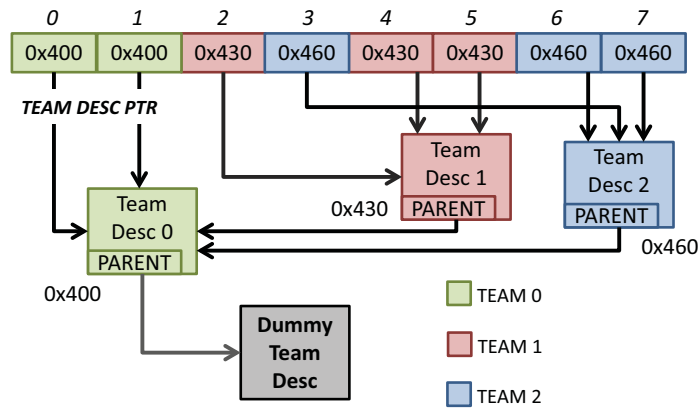 0 1 2 3 4 5 6 7
0x400 0x400 0x430 0x460 0x430 0x430 0x460 0x460
TEAM DESC PTR
Team
Desc 1
PARENT
0x430
Team
Desc 2
PARENT
0x460
Team
Desc 0
PARENT
0x400
Dummy
Team
Desc
TEAM 0
TEAM 1
TEAM 2